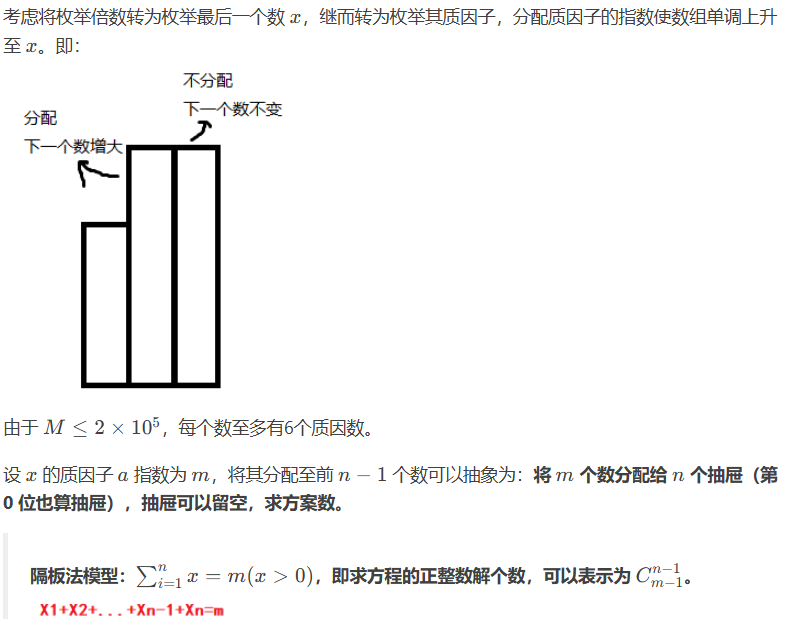 考虑将枚举倍数转为枚举最后一个数 x，继而转为枚举其质因子，分配质因子的指数使数组单调上升
至 x。即：
不分配
下一个数不变
分配
下一个数增大
由于 M ≤ 2 × 10^5，每个数至多有6个质因数。
设 x 的质因子 a 指数为 m，将其分配至前 n − 1 个数可以抽象为：将 m 个数分配给 n 个抽屉（第
0 位也算抽屉），抽屉可以留空，求方案数。
隔板法模型：∑_{i=1}^{n} x = m(x > 0)，即求方程的正整数解个数，可以表示为 C_{m−1}^{n−1}。
X1+X2+...+Xn-1+Xn=m